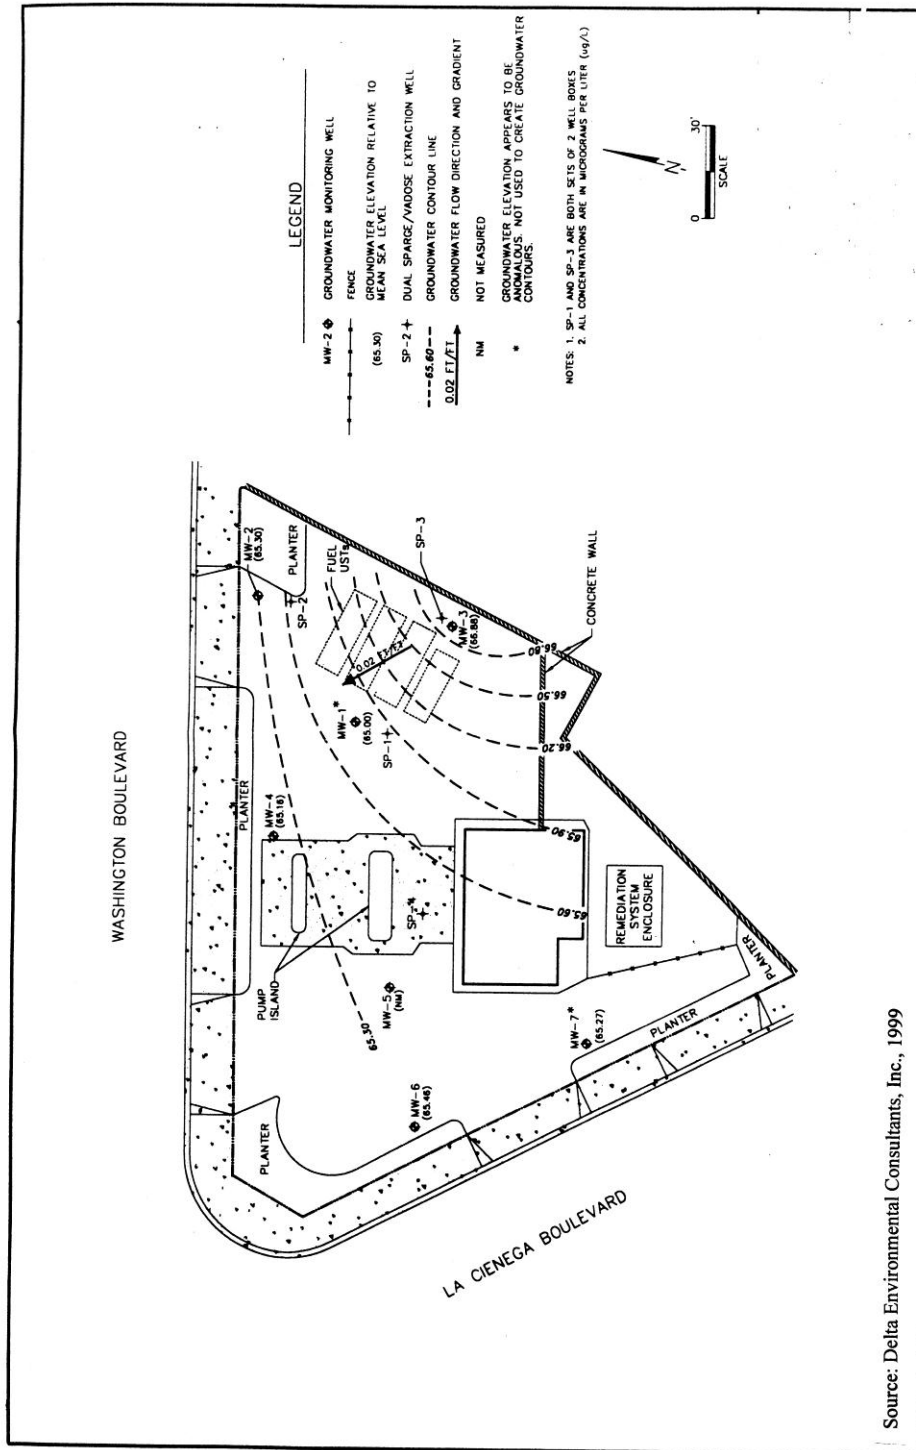 WASHINGTON BOULEVARD
LA CIENEGA BOULEVARD
PLANTER
PLANTER
PLANTER
PLANTER
PLANTER
MW-2
(65.30)
SP-2
FUEL
USTs
SP-3
MW-3
(66.88)
0.02 FT/FT
MW-1*
(65.00)
SP-1
MW-4
(65.16)
PUMP
ISLAND
SP-4
MW-5
(NM)
MW-6
(65.46)
MW-7*
(65.27)
65.30
65.60
65.90
66.20
66.50
66.80
CONCRETE WALL
REMEDIATION
SYSTEM
ENCLOSURE
LEGEND
MW-2 GROUNDWATER MONITORING WELL
FENCE
(65.30) GROUNDWATER ELEVATION RELATIVE TO
MEAN SEA LEVEL
SP-2 DUAL SPARGE/VADOSE EXTRACTION WELL
65.60 GROUNDWATER CONTOUR LINE
0.02 FT/FT GROUNDWATER FLOW DIRECTION AND GRADIENT
NM NOT MEASURED
* GROUNDWATER ELEVATION APPEARS TO BE
ANOMALOUS. NOT USED TO CREATE GROUNDWATER
CONTOURS.
NOTES: 1. SP-1 AND SP-3 ARE BOTH SETS OF 2 WELL BOXES
2. ALL CONCENTRATIONS ARE IN MICROGRAMS PER LITER (ug/L)
N
0 30'
SCALE
Source: Delta Environmental Consultants, Inc., 1999